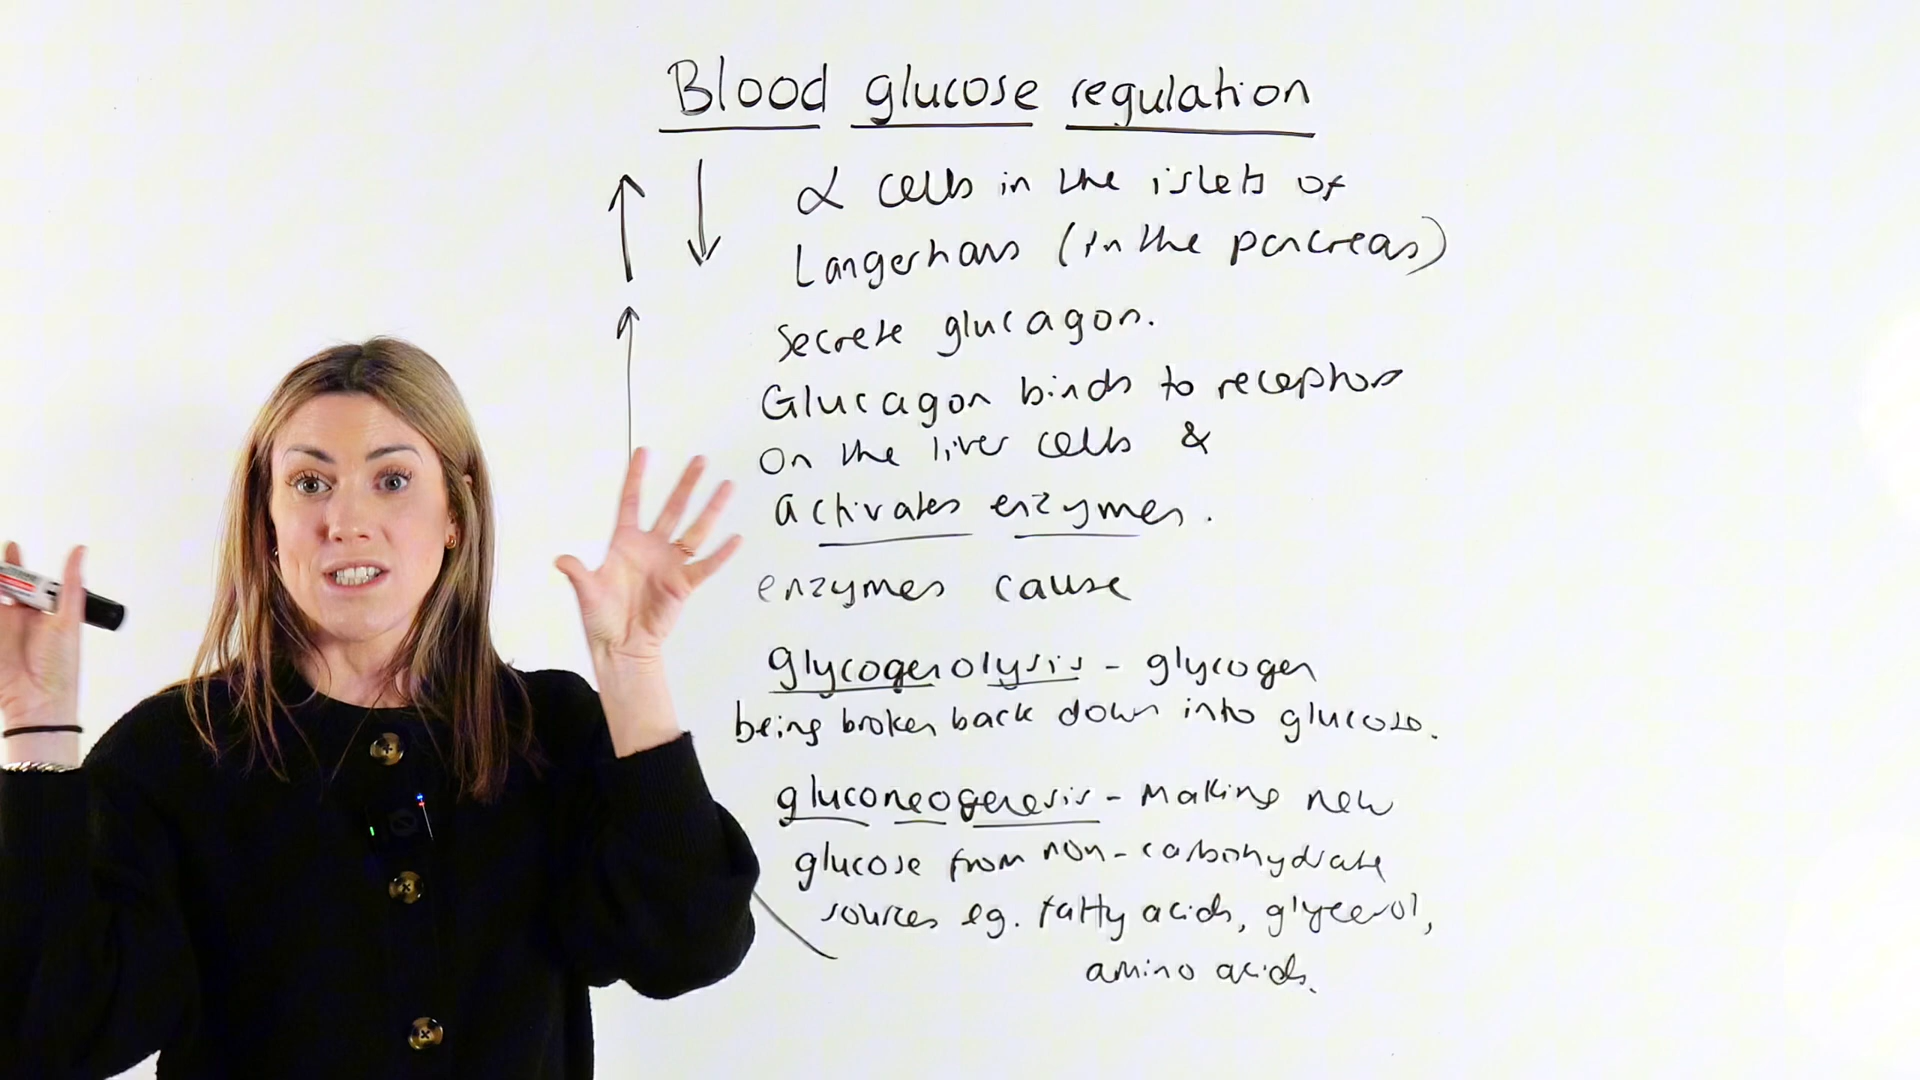 Blood glucose regulation
α cells in the islets of
Langerhans (in the pancreas)
secrete glucagon.
Glucagon binds to receptors
on the liver cells &
activates enzymes.
enzymes cause
glycogenolysis - glycogen
being broken back down into glucose.
gluconeogenesis - making new
glucose from non-carbohydrate
sources eg. fatty acids, glycerol,
amino acids.